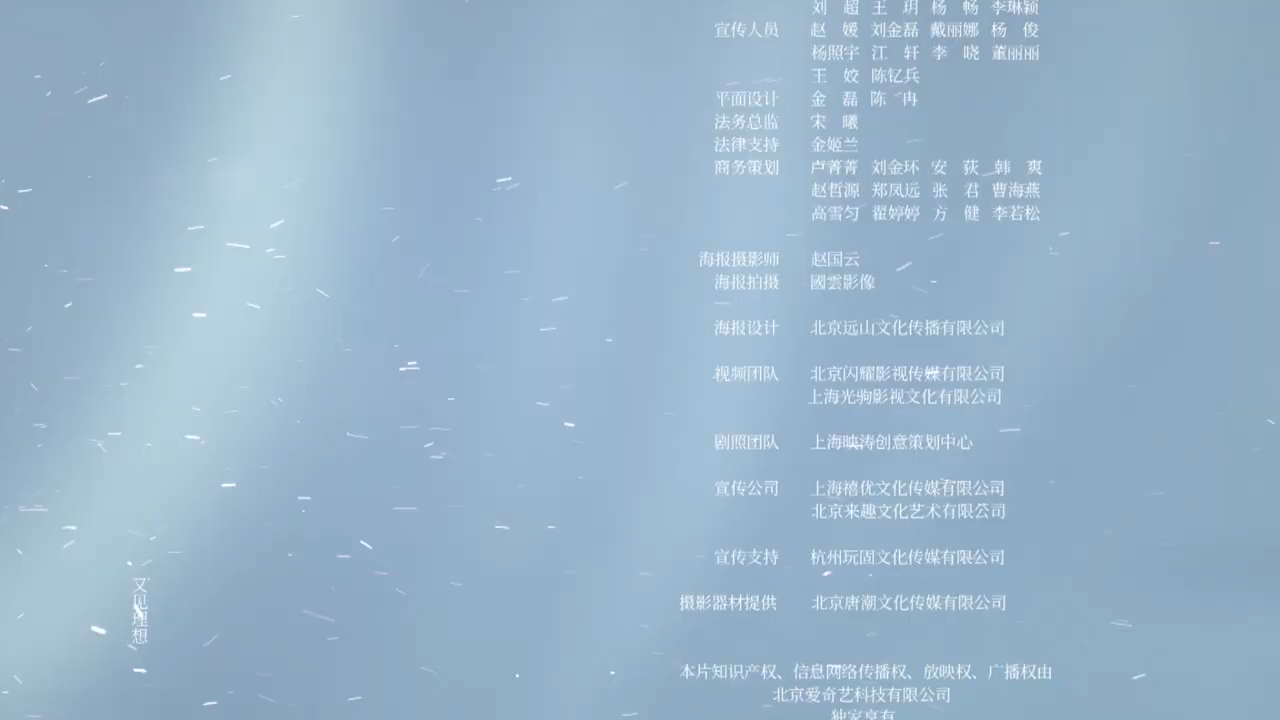 刘　超　王　玥　杨　畅　李琳颖
宣传人员　赵　媛　刘金磊　戴丽娜　杨　俊
杨照宇　江　轩　李　晓　董丽丽
王　姣　陈钇兵
平面设计　金　磊　陈　冉
法务总监　宋　曦
法律支持　金姬兰
商务策划　卢菁菁　刘金环　安　荻　韩　爽
赵哲源　郑凤远　张　君　曹海燕
高雪匀　翟婷婷　方　健　李若松
海报摄影师　赵国云
海报拍摄　國雲影像
海报设计　北京远山文化传播有限公司
视频团队　北京闪耀影视传媒有限公司
上海光驹影视文化有限公司
剧照团队　上海映涛创意策划中心
宣传公司　上海禧优文化传媒有限公司
北京来趣文化艺术有限公司
宣传支持　杭州玩固文化传媒有限公司
摄影器材提供　北京唐潮文化传媒有限公司
本片知识产权、信息网络传播权、放映权、广播权由
北京爱奇艺科技有限公司
独家享有
又见理想